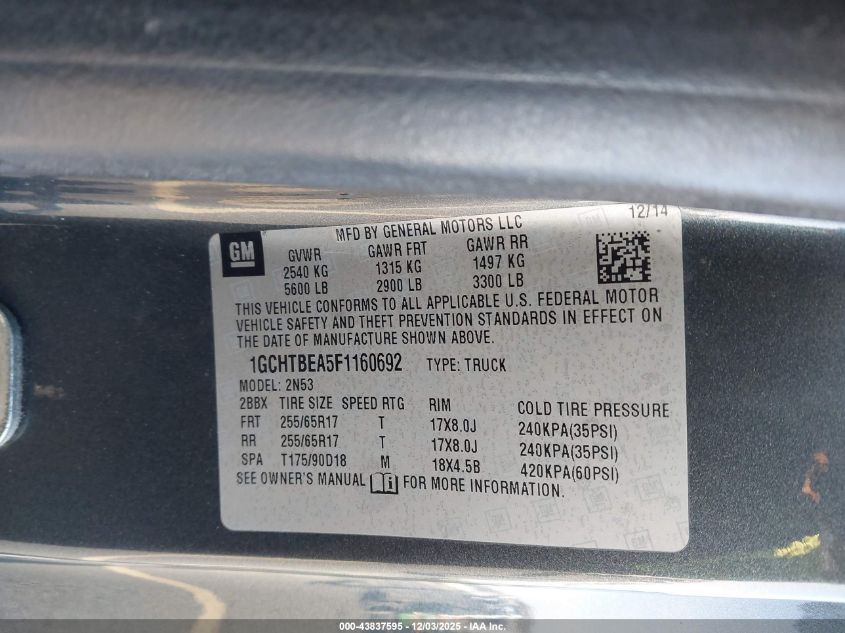 12/14
MFD BY GENERAL MOTORS LLC
GM
GVWR GAWR FRT GAWR RR
2540 KG 1315 KG 1497 KG
5600 LB 2900 LB 3300 LB
THIS VEHICLE CONFORMS TO ALL APPLICABLE U.S. FEDERAL MOTOR
VEHICLE SAFETY AND THEFT PREVENTION STANDARDS IN EFFECT ON
THE DATE OF MANUFACTURE SHOWN ABOVE.
1GCHTBEA5F1160692 TYPE: TRUCK
MODEL: 2N53
2BBX TIRE SIZE SPEED RTG RIM COLD TIRE PRESSURE
FRT 255/65R17 T 17X8.0J 240KPA(35PSI)
RR 255/65R17 T 17X8.0J 240KPA(35PSI)
SPA T175/90D18 M 18X4.5B 420KPA(60PSI)
SEE OWNER'S MANUAL FOR MORE INFORMATION.
000-43837595 - 12/03/2025 - IAA Inc.